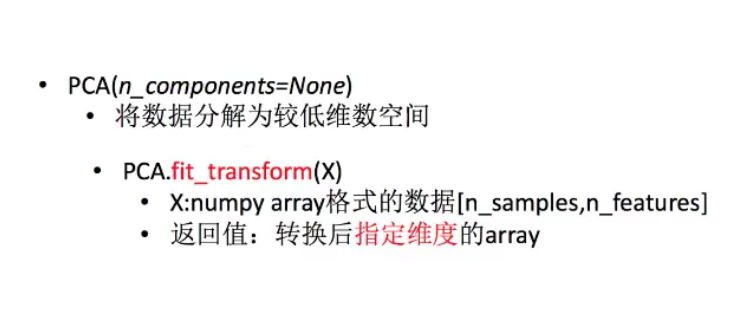 • PCA(n_components=None)
• 将数据分解为较低维数空间
• PCA.fit_transform(X)
• X:numpy array格式的数据[n_samples,n_features]
• 返回值：转换后指定维度的array